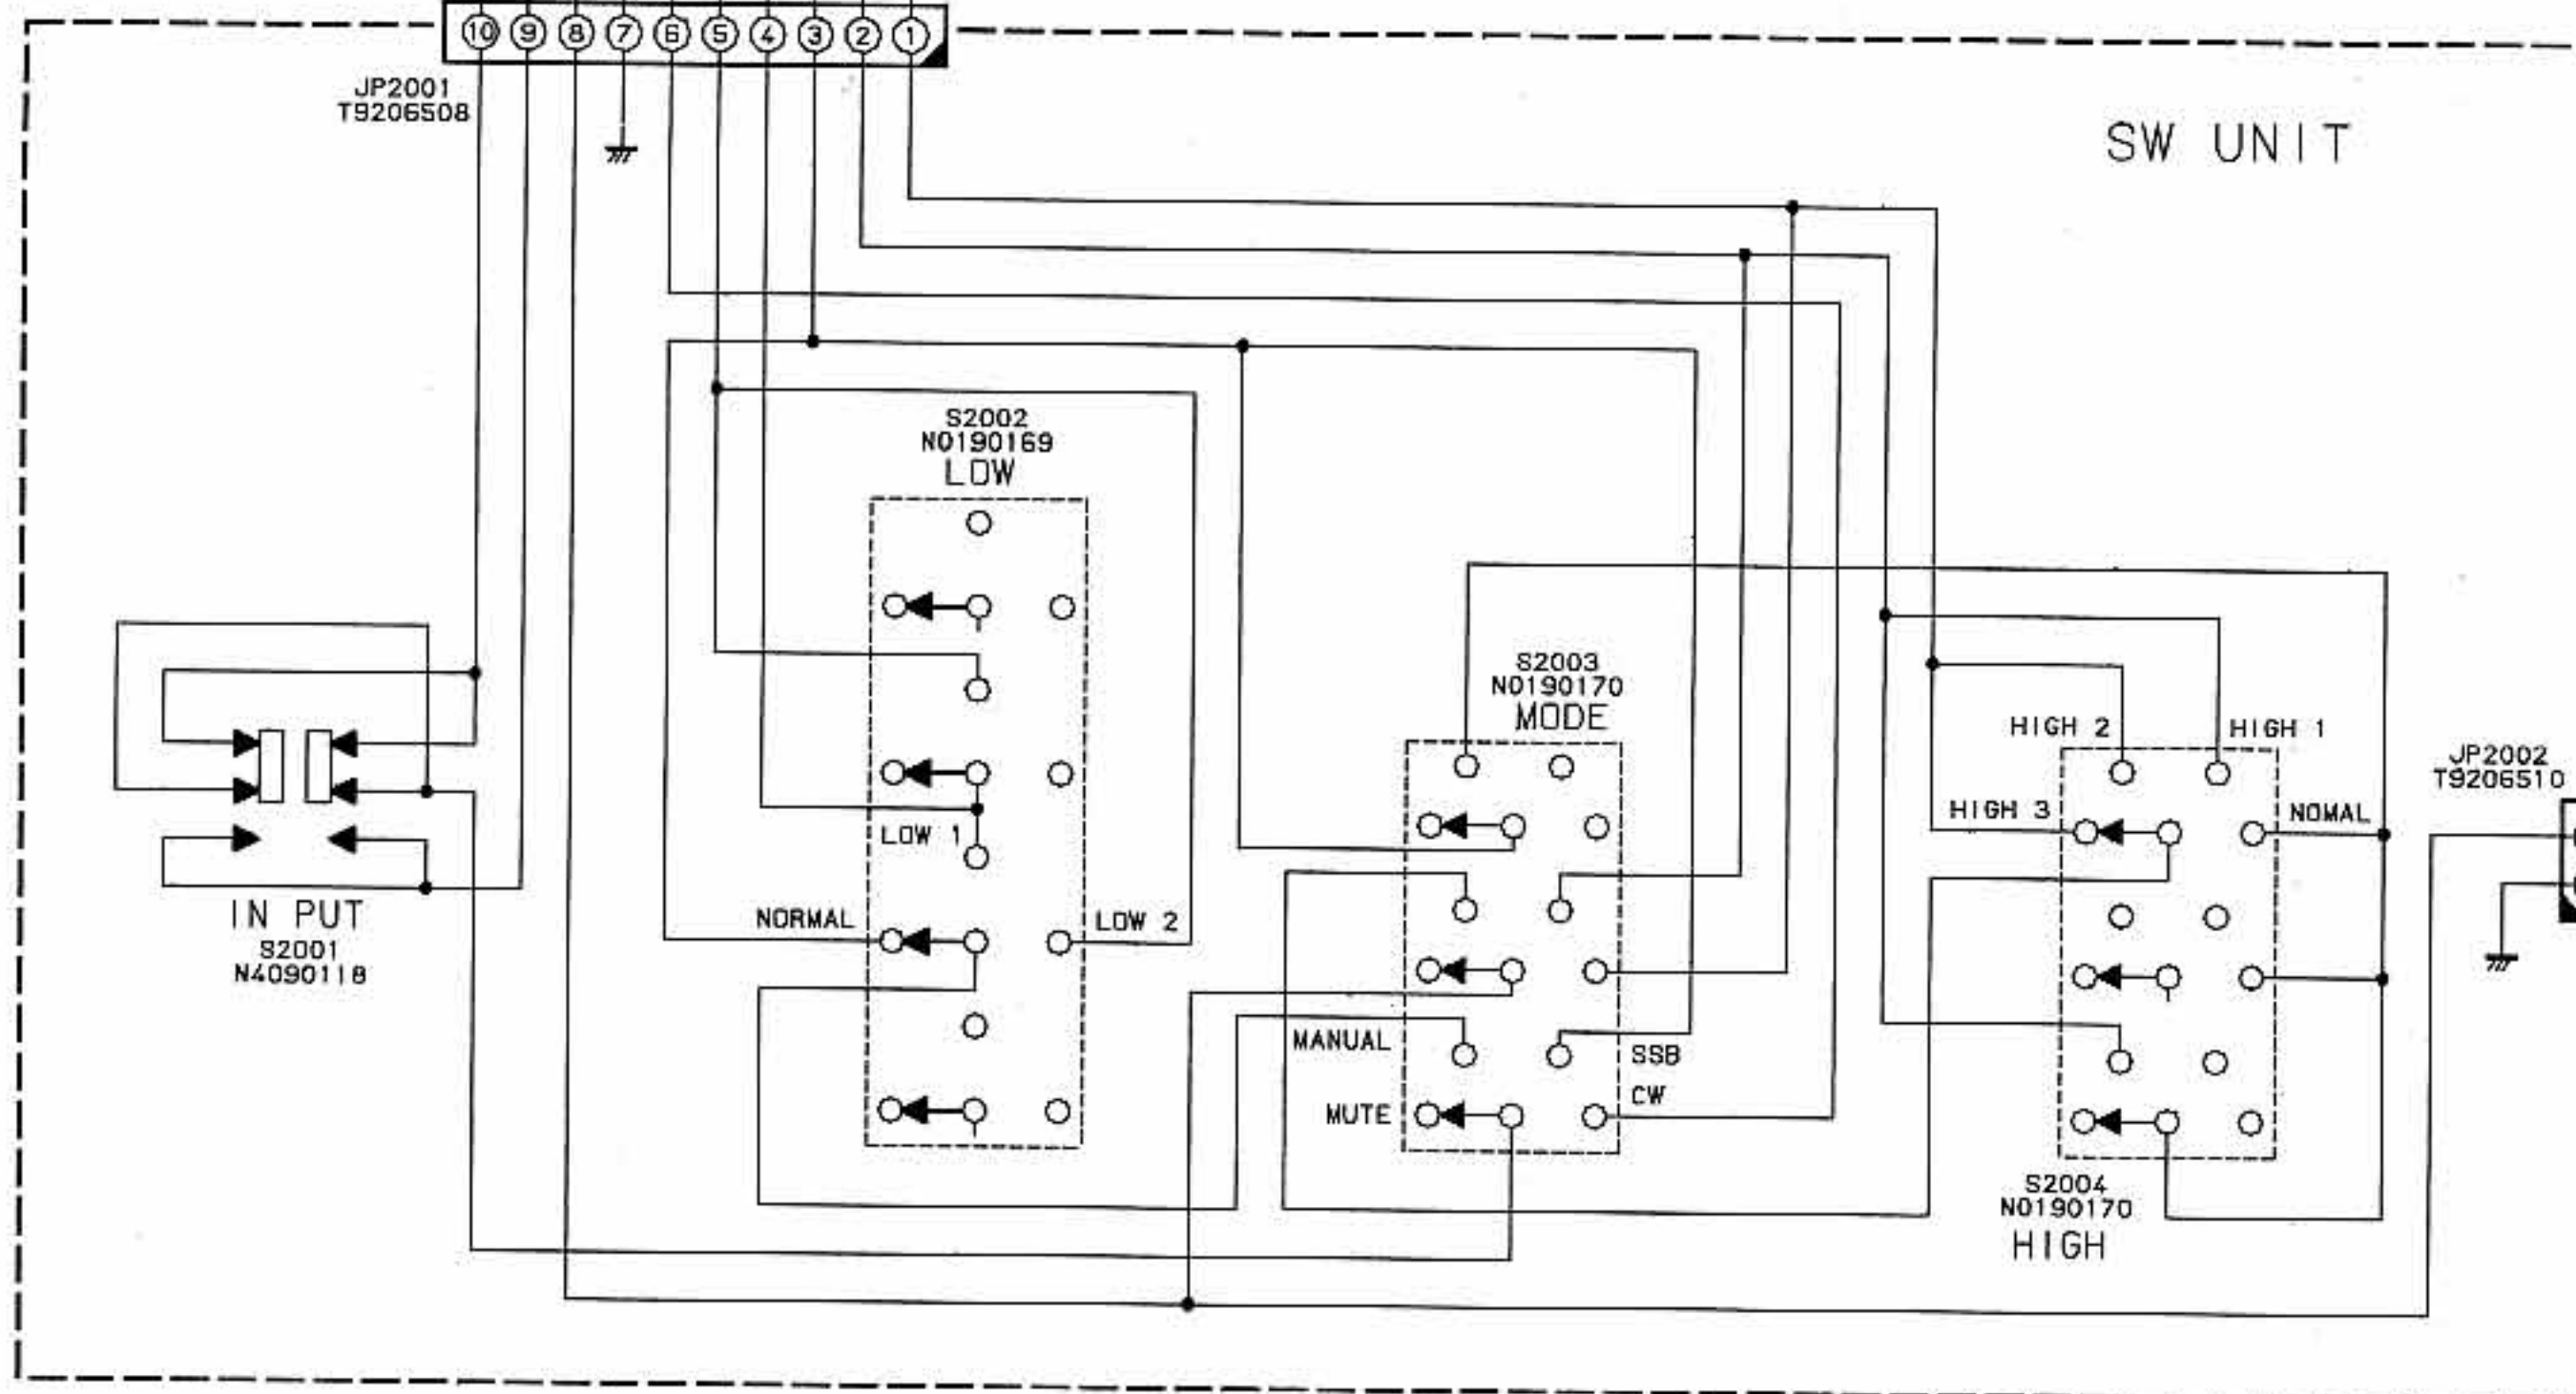 10 9 8 7 6 5 4 3 2 1
JP2001
T9206508
SW UNIT
S2002
N0190169
LOW
LOW 1
NORMAL
LOW 2
IN PUT
S2001
N4090118
S2003
N0190170
MODE
MANUAL
SSB
CW
MUTE
HIGH 2
HIGH 1
HIGH 3
NOMAL
S2004
N0190170
HIGH
JP2002
T9206510